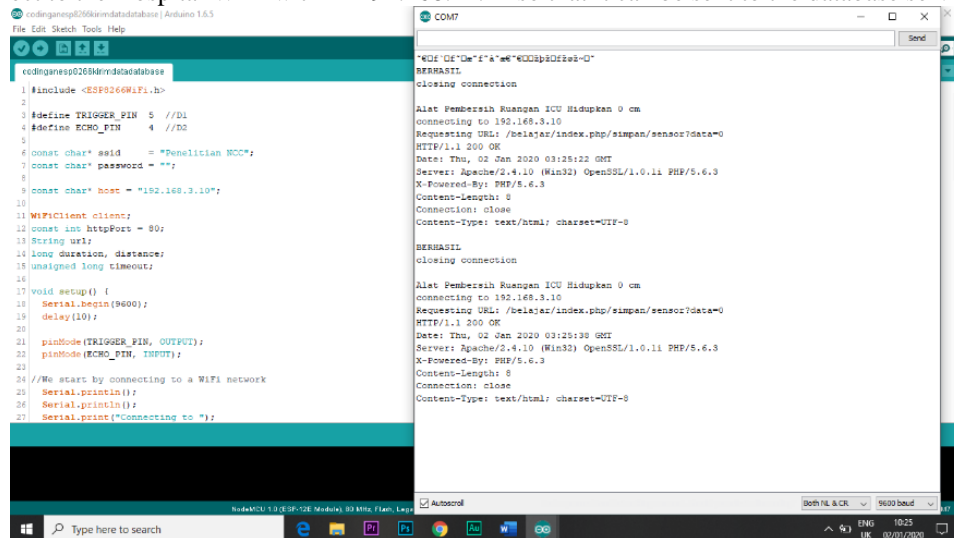 codinganesp8266kirimdatadatabase | Arduino 1.6.5
File Edit Sketch Tools Help
codinganesp8266kirimdatadatabase
1 #include <ESP8266WiFi.h>
2
3 #define TRIGGER_PIN 5 //D1
4 #define ECHO_PIN 4 //D2
5
6 const char* ssid = "Penelitian NCC";
7 const char* password = "";
8
9 const char* host = "192.168.3.10";
10
11 WiFiClient client;
12 const int httpPort = 80;
13 String url;
14 long duration, distance;
15 unsigned long timeout;
16
17 void setup() {
18 Serial.begin(9600);
19 delay(10);
20
21 pinMode(TRIGGER_PIN, OUTPUT);
22 pinMode(ECHO_PIN, INPUT);
23
24 //We start by connecting to a WiFi network
25 Serial.println();
26 Serial.println();
27 Serial.print("Connecting to ");
NodeMCU 1.0 (ESP-12E Module), 80 MHz, Flash,
COM7
Send
BERHASIL
closing connection
Alat Pembersih Ruangan ICU Hidupkan 0 cm
connecting to 192.168.3.10
Requesting URL: /belajar/index.php/simpan/sensor?data=0
HTTP/1.1 200 OK
Date: Thu, 02 Jan 2020 03:25:22 GMT
Server: Apache/2.4.10 (Win32) OpenSSL/1.0.1i PHP/5.6.3
X-Powered-By: PHP/5.6.3
Content-Length: 8
Connection: close
Content-Type: text/html; charset=UTF-8
BERHASIL
closing connection
Alat Pembersih Ruangan ICU Hidupkan 0 cm
connecting to 192.168.3.10
Requesting URL: /belajar/index.php/simpan/sensor?data=0
HTTP/1.1 200 OK
Date: Thu, 02 Jan 2020 03:25:38 GMT
Server: Apache/2.4.10 (Win32) OpenSSL/1.0.1i PHP/5.6.3
X-Powered-By: PHP/5.6.3
Content-Length: 8
Connection: close
Content-Type: text/html; charset=UTF-8
Autoscroll
Both NL & CR
9600 baud
Type here to search
Pr
Ps
Au
ENG
UK
10:25
02/01/2020